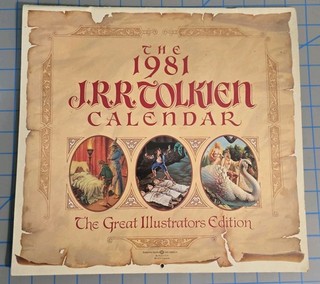 THE
1981
J.R.R. TOLKIEN
CALENDAR
The Great Illustrators Edition